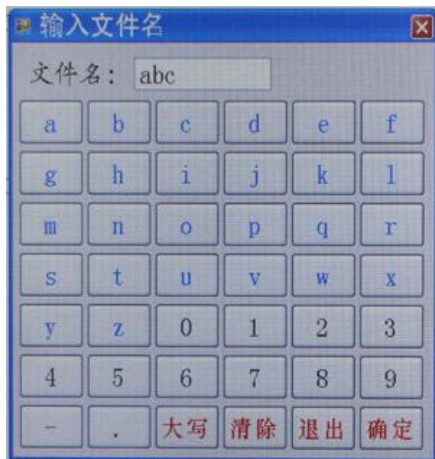 输入文件名
文件名： abc
a b c d e f
g h i j k l
m n o p q r
s t u v w x
y z 0 1 2 3
4 5 6 7 8 9
- . 大写 清除 退出 确定